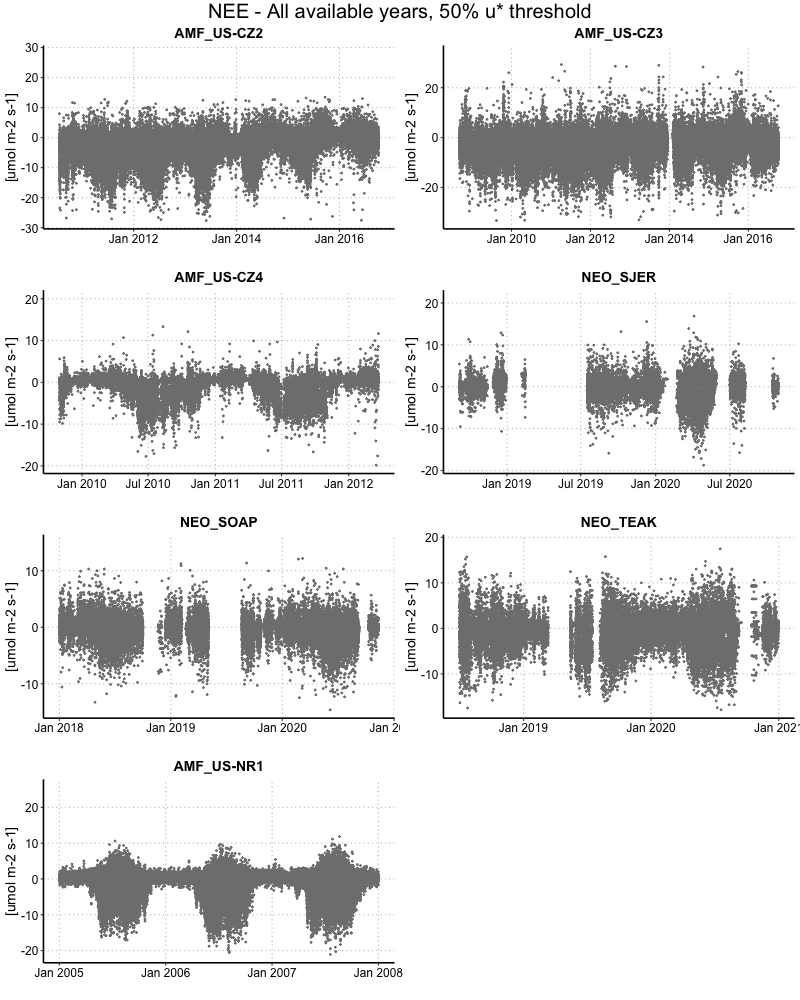 NEE - All available years, 50% u* threshold
AMF_US-CZ2
[umol m-2 s-1]
30
20
10
0
-10
-20
-30
Jan 2012 Jan 2014 Jan 2016
AMF_US-CZ3
[umol m-2 s-1]
20
0
-20
Jan 2010 Jan 2012 Jan 2014 Jan 2016
AMF_US-CZ4
[umol m-2 s-1]
20
10
0
-10
-20
Jan 2010 Jul 2010 Jan 2011 Jul 2011 Jan 2012
NEO_SJER
[umol m-2 s-1]
20
10
0
-10
-20
Jan 2019 Jul 2019 Jan 2020 Jul 2020
NEO_SOAP
[umol m-2 s-1]
10
0
-10
Jan 2018 Jan 2019 Jan 2020 Jan 20
NEO_TEAK
[umol m-2 s-1]
20
10
0
-10
Jan 2019 Jan 2020 Jan 2021
AMF_US-NR1
[umol m-2 s-1]
20
10
0
-10
-20
Jan 2005 Jan 2006 Jan 2007 Jan 2008